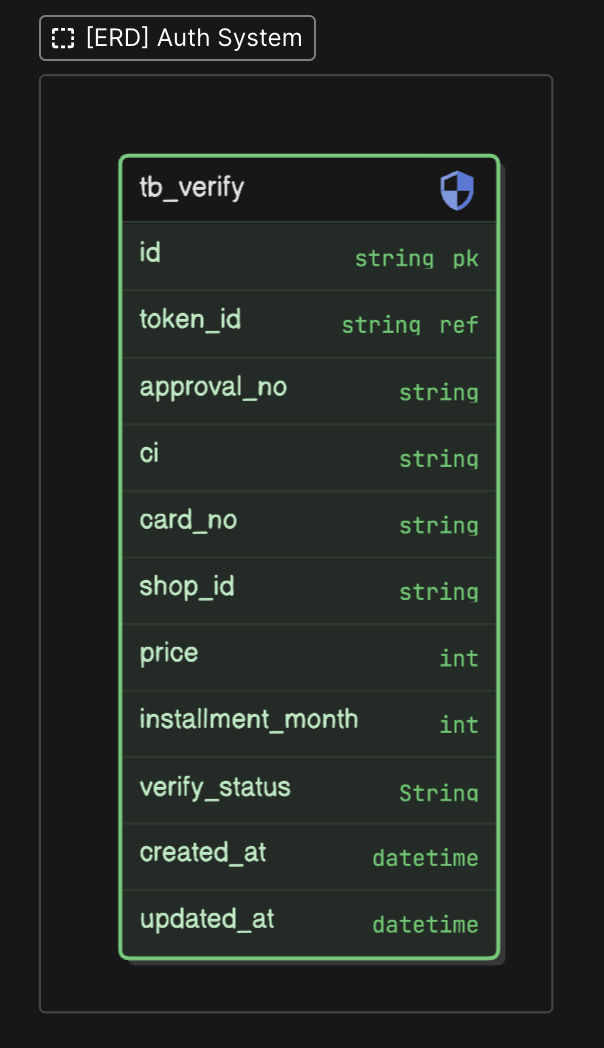 [ERD] Auth System
tb_verify
id string pk
token_id string ref
approval_no string
ci string
card_no string
shop_id string
price int
installment_month int
verify_status String
created_at datetime
updated_at datetime